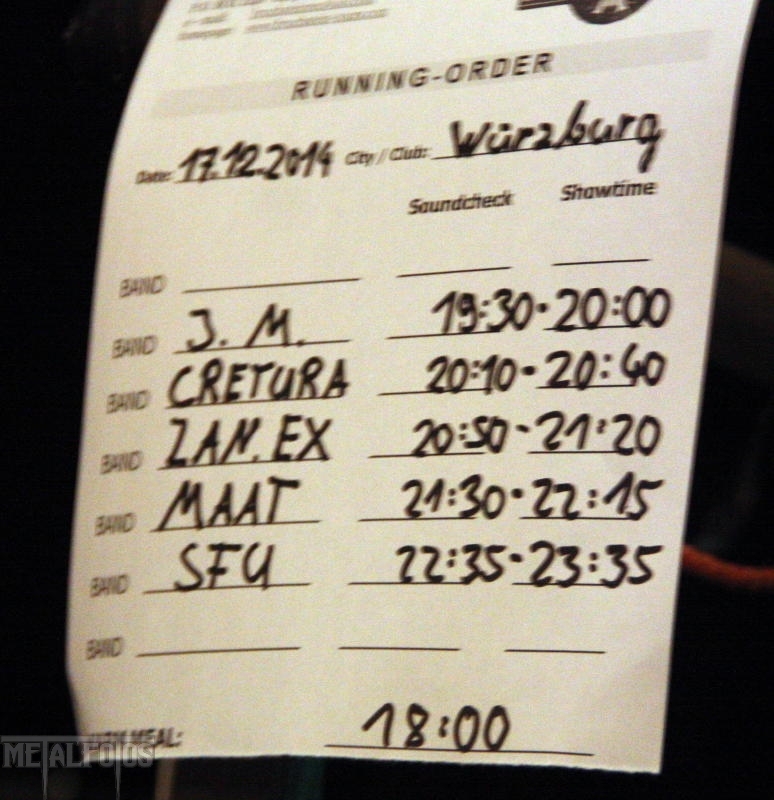 RUNNING-ORDER
Date: 17.12.2014 City / Club: Würzburg
Soundcheck Showtime
BAND
BAND J. M. 19:30 - 20:00
BAND CRETURA 20:10 - 20:40
BAND ZAN. EX 20:50 - 21:20
BAND MAAT 21:30 - 22:15
BAND SFU 22:35 - 23:35
BAND
MEAL: 18:00
METALFOTOS